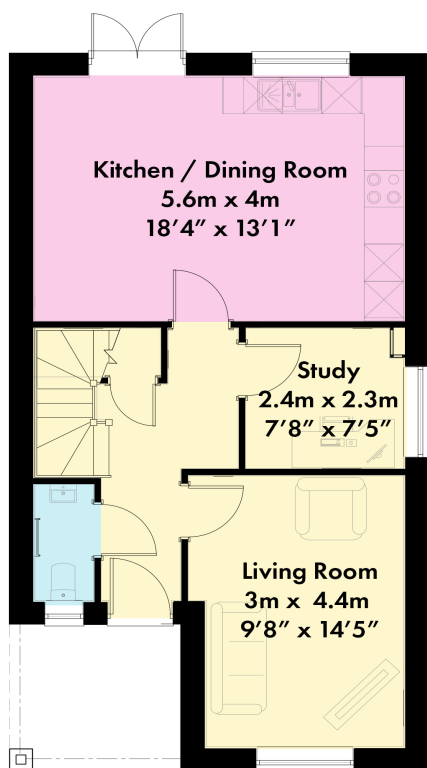 Kitchen / Dining Room
5.6m x 4m
18’4” x 13’1”
Study
2.4m x 2.3m
7’8” x 7’5”
Living Room
3m x 4.4m
9’8” x 14’5”